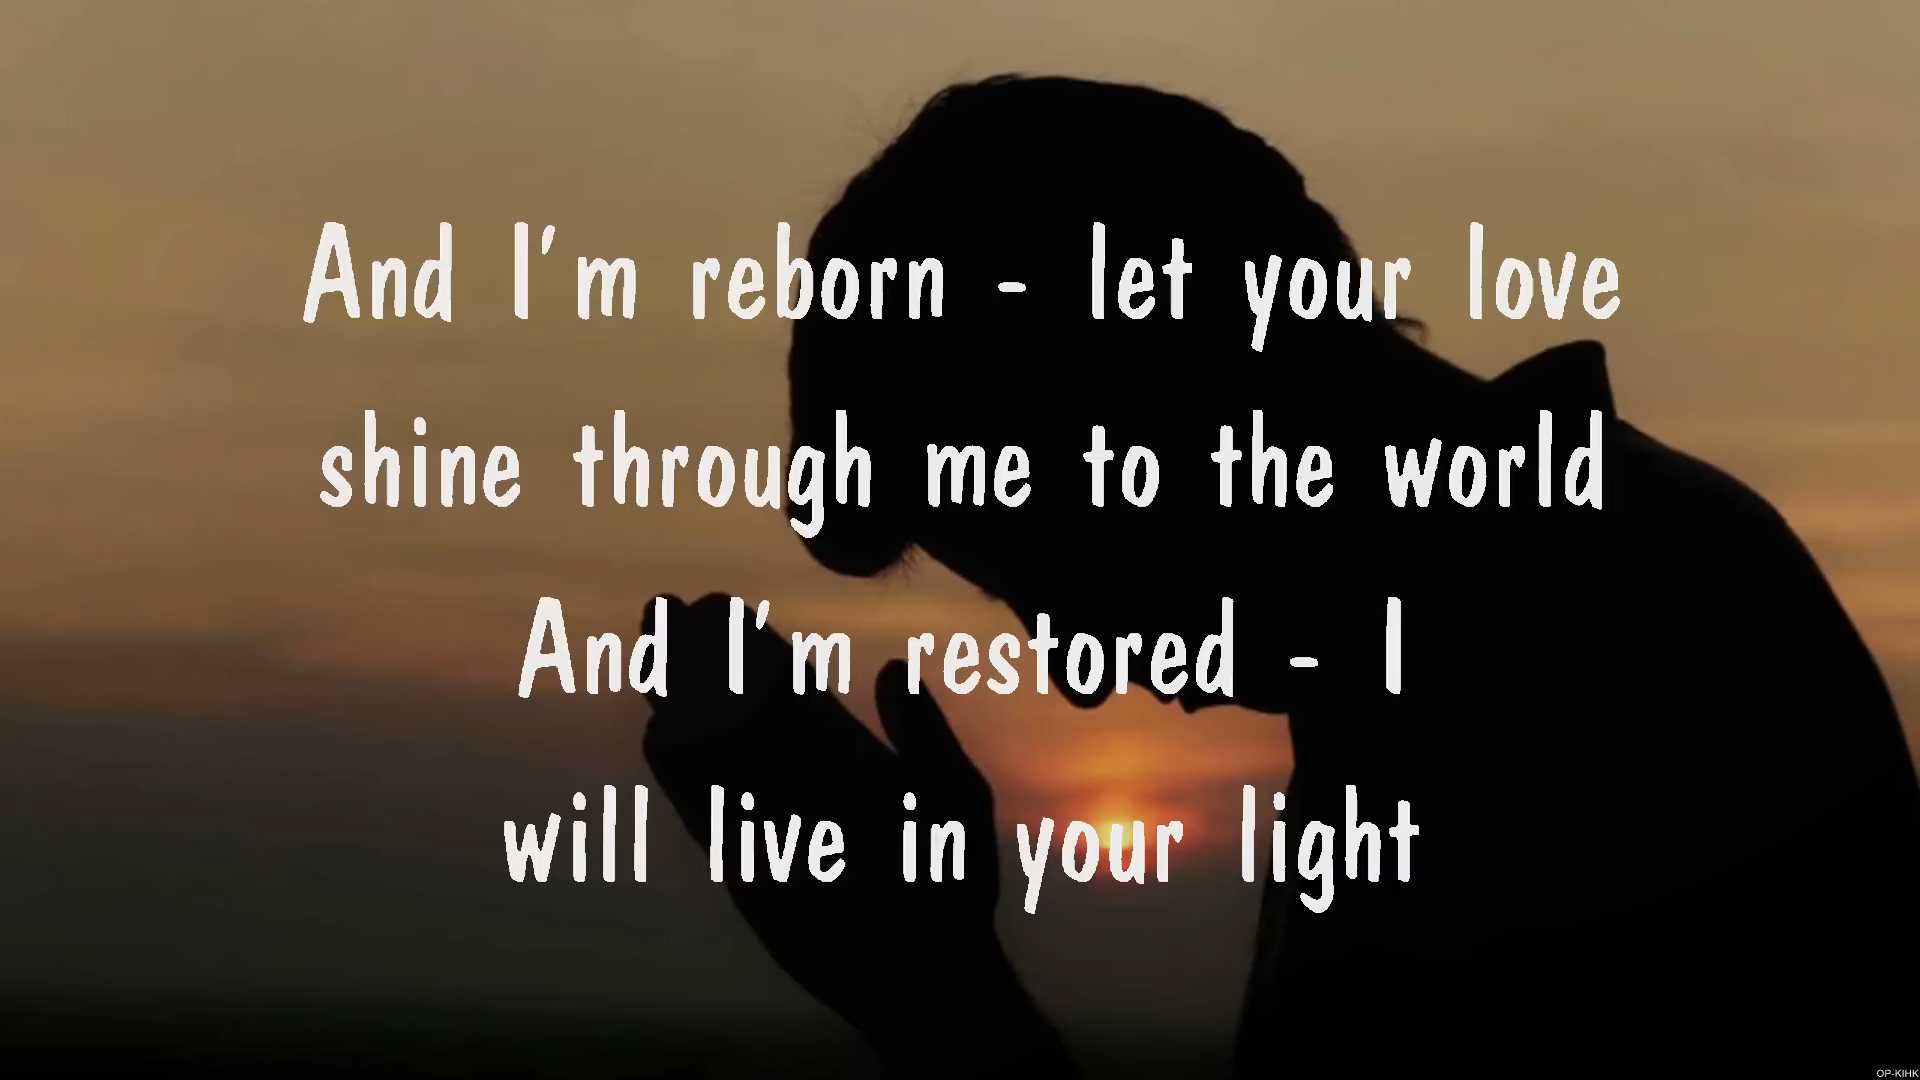 And I'm reborn - let your love
shine through me to the world
And I'm restored - I
will live in your light
OP-KIHK